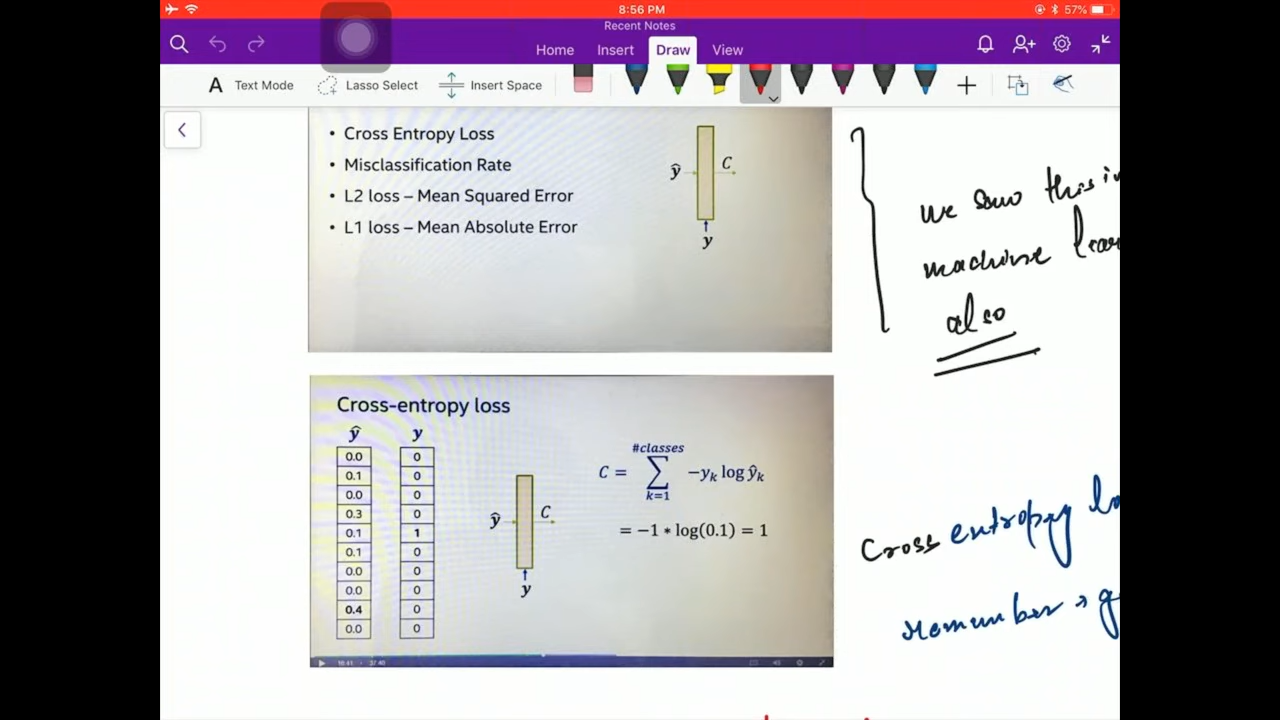 8:56 PM
57%
Recent Notes
Home Insert Draw View
A Text Mode Lasso Select Insert Space
• Cross Entropy Loss
• Misclassification Rate
• L2 loss – Mean Squared Error
• L1 loss – Mean Absolute Error
ŷ C
y
we saw this in
machine lear
also
Cross-entropy loss
ŷ y
0.0 0
0.1 0
0.0 0
0.3 0
0.1 1
0.1 0
0.0 0
0.0 0
0.4 0
0.0 0
ŷ C
y
#classes
C = ∑ −yₖ log ŷₖ
k=1
= −1 ∗ log(0.1) = 1
Cross entropy lo
remember